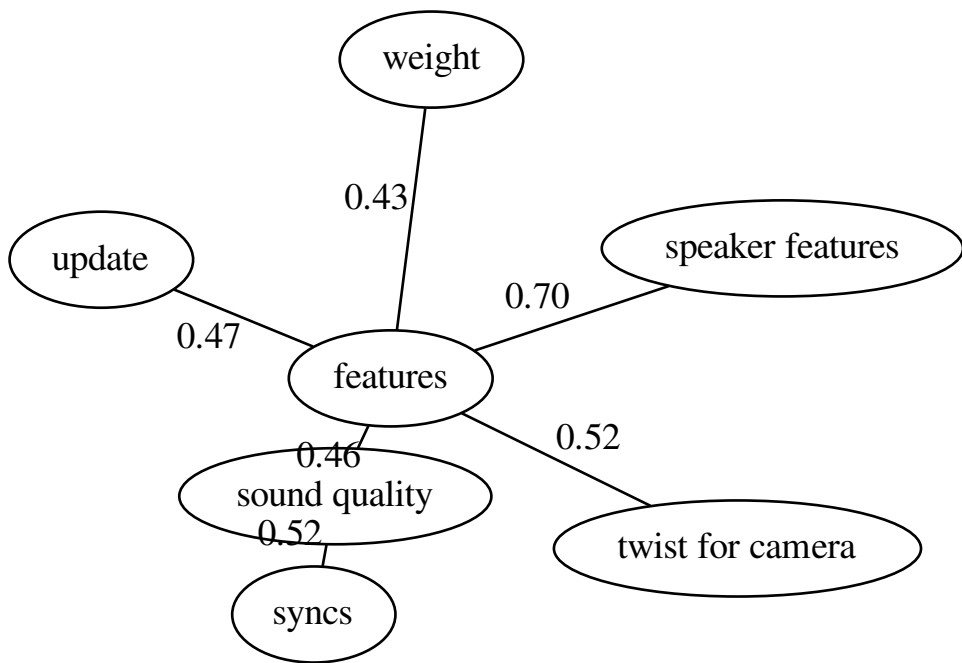 weight
0.43
speaker features
update
0.70
0.47
features
0.52
0.46
sound quality
0.52
twist for camera
syncs